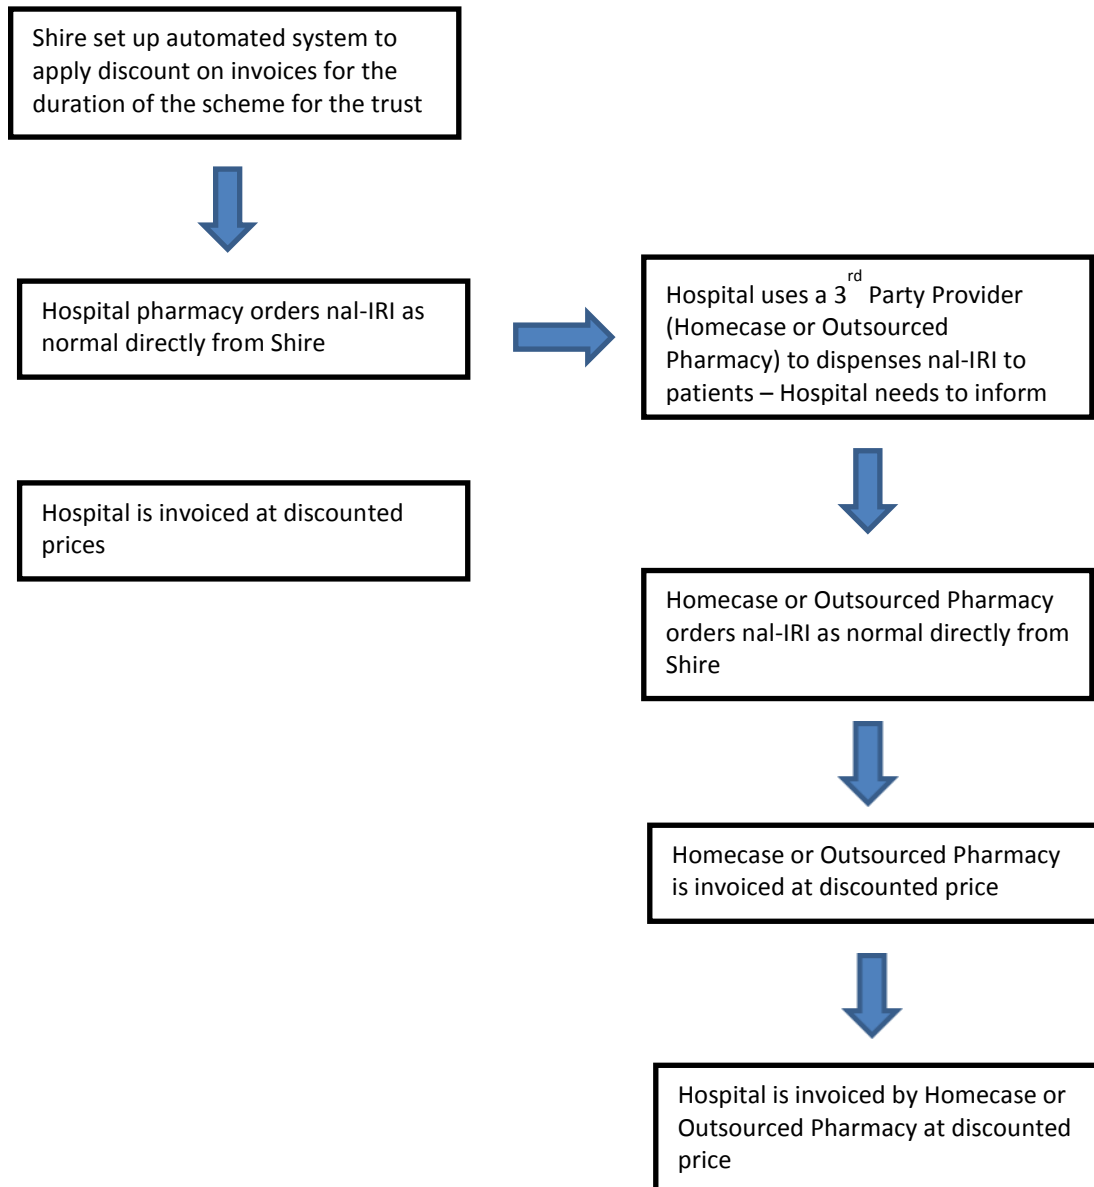 Shire set up automated system to
apply discount on invoices for the
duration of the scheme for the trust
Hospital pharmacy orders nal-IRI as
normal directly from Shire
Hospital is invoiced at discounted
prices
Hospital uses a 3rd Party Provider
(Homecase or Outsourced
Pharmacy) to dispenses nal-IRI to
patients – Hospital needs to inform
Homecase or Outsourced Pharmacy
orders nal-IRI as normal directly from
Shire
Homecase or Outsourced Pharmacy
is invoiced at discounted price
Hospital is invoiced by Homecase or
Outsourced Pharmacy at discounted
price